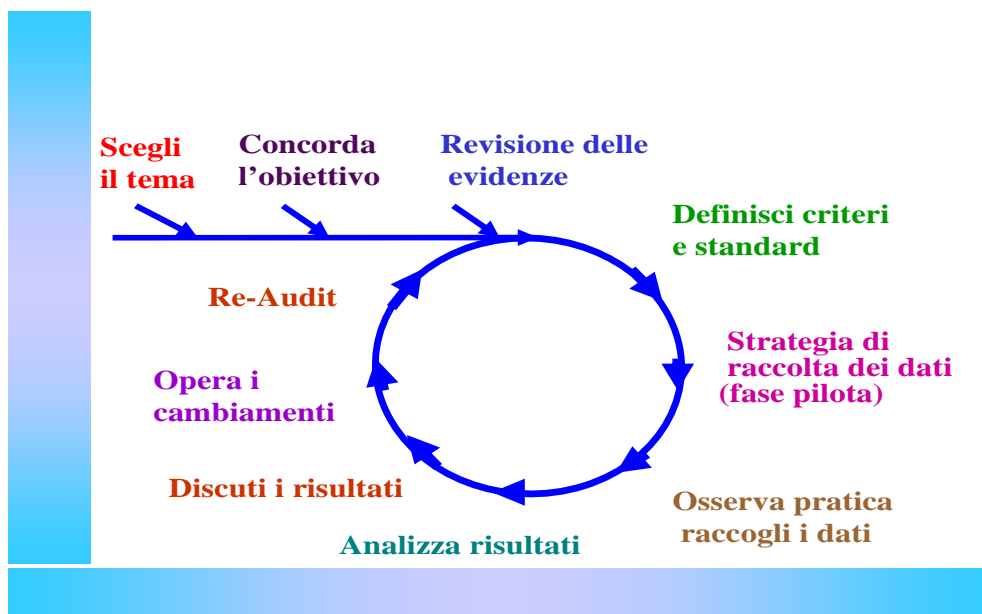 Scegli
il tema
Concorda
l’obiettivo
Revisione delle
evidenze
Definisci criteri
e standard
Strategia di
raccolta dei dati
(fase pilota)
Osserva pratica
raccogli i dati
Analizza risultati
Discuti i risultati
Opera i
cambiamenti
Re-Audit